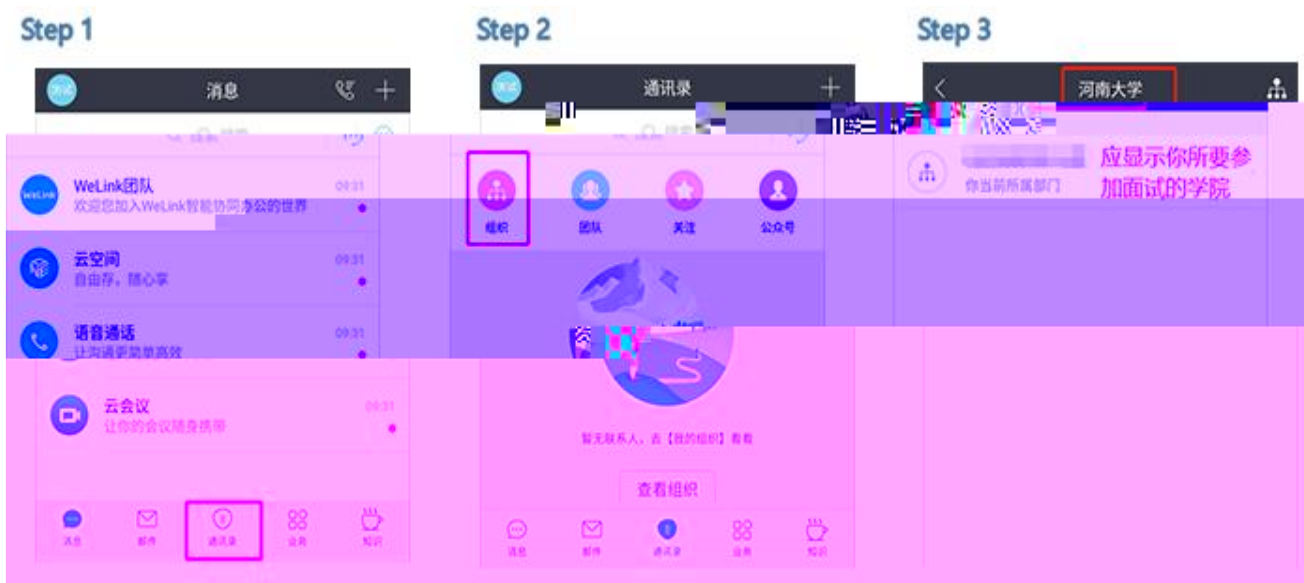 Step 1
消息
WeLink团队
09:31
欢迎您加入WeLink智能协同办公的世界
云空间
09:31
自由存，随心享
语音通话
09:31
让沟通更简单高效
云会议
09:31
让你的会议随身携带
消息
邮件
通讯录
业务
知识
Step 2
通讯录
组织
团队
关注
公众号
暂无联系人，去【我的组织】看看
查看组织
消息
邮件
通讯录
业务
知识
Step 3
河南大学
你当前所属部门
应显示你所要参
加面试的学院